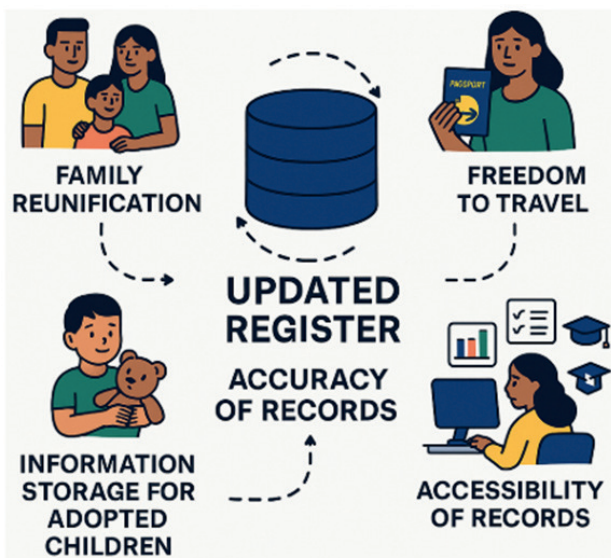 FAMILY
REUNIFICATION
PASSPORT
FREEDOM
TO TRAVEL
UPDATED
REGISTER
ACCURACY
OF RECORDS
INFORMATION
STORAGE FOR
ADOPTED
CHILDREN
ACCESSIBILITY
OF RECORDS